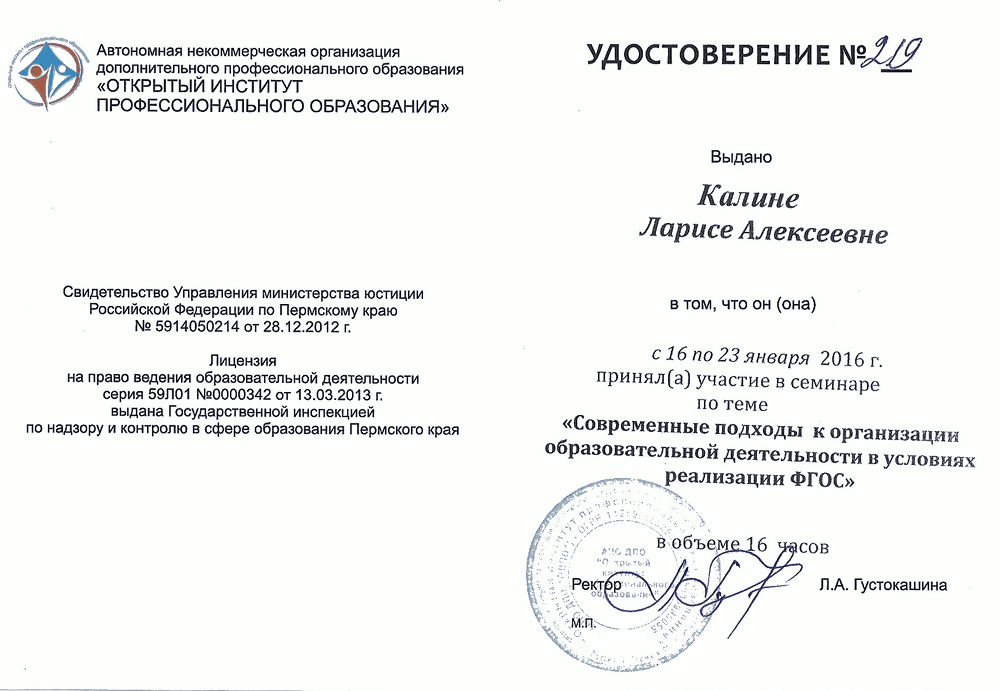 Автономная некоммерческая организация
дополнительного профессионального образования
«ОТКРЫТЫЙ ИНСТИТУТ
ПРОФЕССИОНАЛЬНОГО ОБРАЗОВАНИЯ»
Свидетельство Управления министерства юстиции
Российской Федерации по Пермскому краю
№ 5914050214 от 28.12.2012 г.
Лицензия
на право ведения образовательной деятельности
серия 59Л01 №0000342 от 13.03.2013 г.
выдана Государственной инспекцией
по надзору и контролю в сфере образования Пермского края
УДОСТОВЕРЕНИЕ №219
Выдано
Калине
Ларисе Алексеевне
в том, что он (она)
с 16 по 23 января 2016 г.
принял(а) участие в семинаре
по теме
«Современные подходы к организации
образовательной деятельности в условиях
реализации ФГОС»
в объеме 16 часов
АНО ДПО
"Открытый
образования"
Ректор Л.А. Густокашина
М.П.